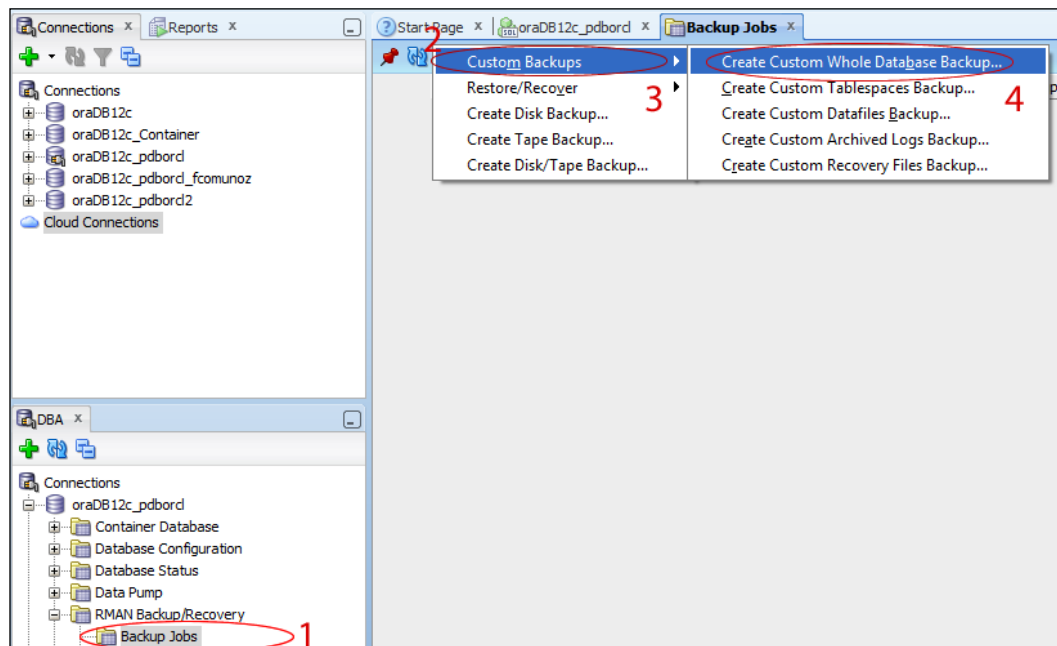 Connections x Reports x
Start Page x oraDB12c_pdborcl x Backup Jobs x
2
Custom Backups
Restore/Recover
Create Disk Backup...
Create Tape Backup...
Create Disk/Tape Backup...
3
Create Custom Whole Database Backup...
Create Custom Tablespaces Backup...
Create Custom Datafiles Backup...
Create Custom Archived Logs Backup...
Create Custom Recovery Files Backup...
4
Connections
oraDB12c
oraDB12c_Container
oraDB12c_pdborcl
oraDB12c_pdborcl_fcomunoz
oraDB12c_pdborcl2
Cloud Connections
DBA x
Connections
oraDB12c_pdborcl
Container Database
Database Configuration
Database Status
Data Pump
RMAN Backup/Recovery
Backup Jobs
1